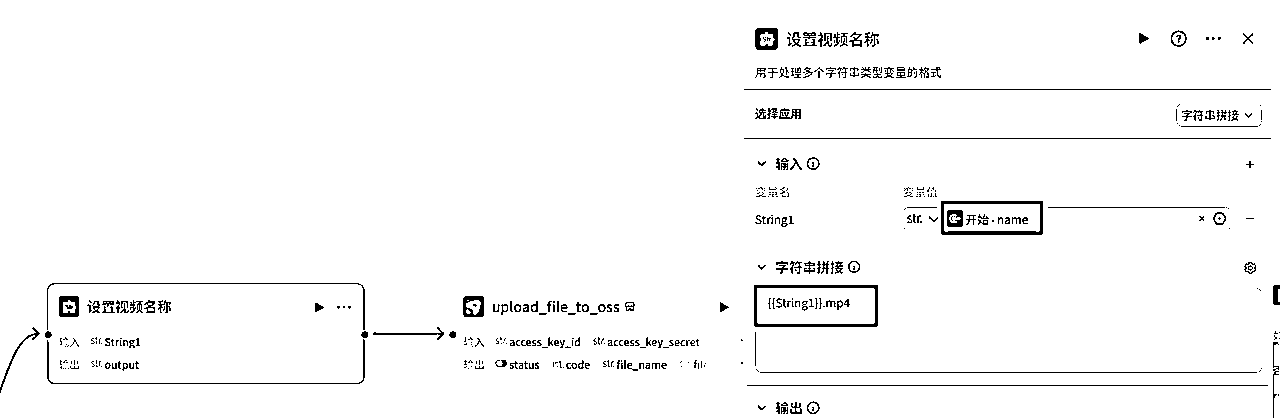 设置视频名称
输入 str. String1
输出 str. output
upload_file_to_oss
输入 str. access_key_id str. access_key_secret
输出 status int. code str. file_name
设置视频名称
用于处理多个字符串类型变量的格式
选择应用 字符串拼接
输入
变量名 变量值
String1 str. 开始 - name
字符串拼接
{{String1}}.mp4
输出